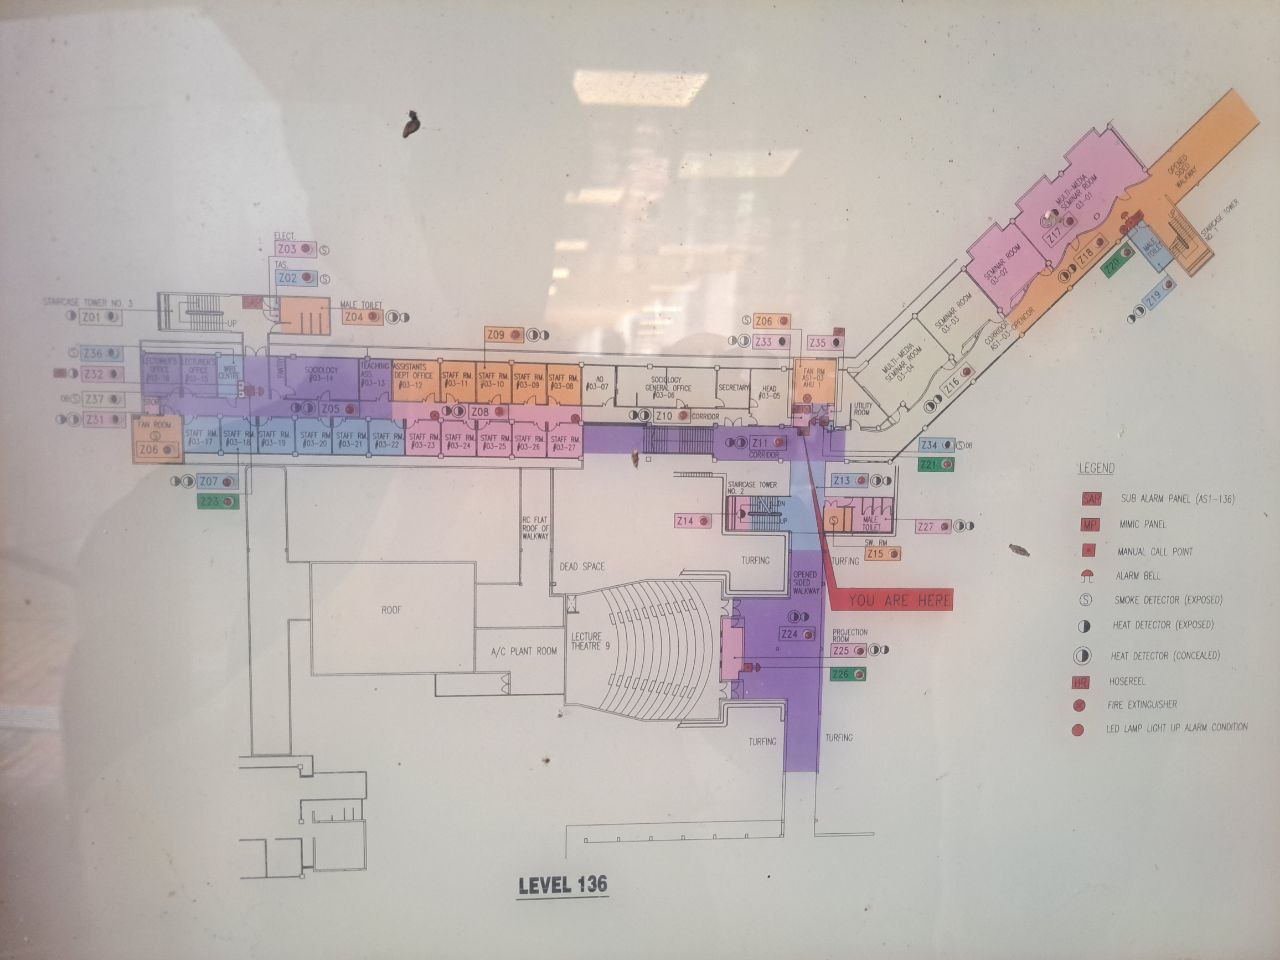 ELECT.
Z03 S
TAS.
Z02 S
STAIRCASE TOWER NO. 3
Z01
UP
SAP
MALE TOILET
Z04
Z36
Z32
Z37
Z31
LECTURER'S OFFICE #03-16
LECTURER'S OFFICE #03-15
SOCIOLOGY #03-14
TEACHING ASS. #03-13
ASSISTANTS DEPT OFFICE #03-12
STAFF RM. #03-11
STAFF RM. #03-10
STAFF RM. #03-09
STAFF RM. #03-08
AO #03-07
SOCIOLOGY GENERAL OFFICE #03-06
SECRETARY
HEAD #03-05
Z09
Z06
Z33
Z35
FAN RM AS1-03 AHU 1
UTILITY ROOM
Z05
Z08
Z10 CORRIDOR
Z11
CORRIDOR
FAN ROOM
S
Z06
STAFF RM. #03-17
STAFF RM. #03-18
STAFF RM. #03-19
STAFF RM. #03-20
STAFF RM. #03-21
STAFF RM. #03-22
STAFF RM. #03-23
STAFF RM. #03-24
STAFF RM. #03-25
STAFF RM. #03-26
STAFF RM. #03-27
Z07
Z23
MULTI-MEDIA SEMINAR ROOM 03-04
SEMINAR ROOM 03-03
SEMINAR ROOM 03-02
MULTI-MEDIA SEMINAR ROOM 03-01
Z17
Z18
Z20
Z19
Z16
MALE TOILET
OPENED SIDED WALKWAY
STAIRCASE TOWER NO. 1
Z34
Z21
Z13
STAIRCASE TOWER NO. 2
UP
Z14
MALE TOILET
Z27
SW. RM
Z15
TURFING
TURFING
OPENED SIDED WALKWAY
YOU ARE HERE
RC FLAT ROOF OF WALKWAY
DEAD SPACE
ROOF
A/C PLANT ROOM
LECTURE THEATRE 9
Z24
PROJECTION ROOM
Z25
Z26
TURFING
TURFING
LEVEL 136
LEGEND
SAP SUB ALARM PANEL (AS1-136)
MP MIMIC PANEL
MANUAL CALL POINT
ALARM BELL
S SMOKE DETECTOR (EXPOSED)
HEAT DETECTOR (EXPOSED)
HEAT DETECTOR (CONCEALED)
HR HOSEREEL
FIRE EXTINGUISHER
LED LAMP LIGHT UP ALARM CONDITION